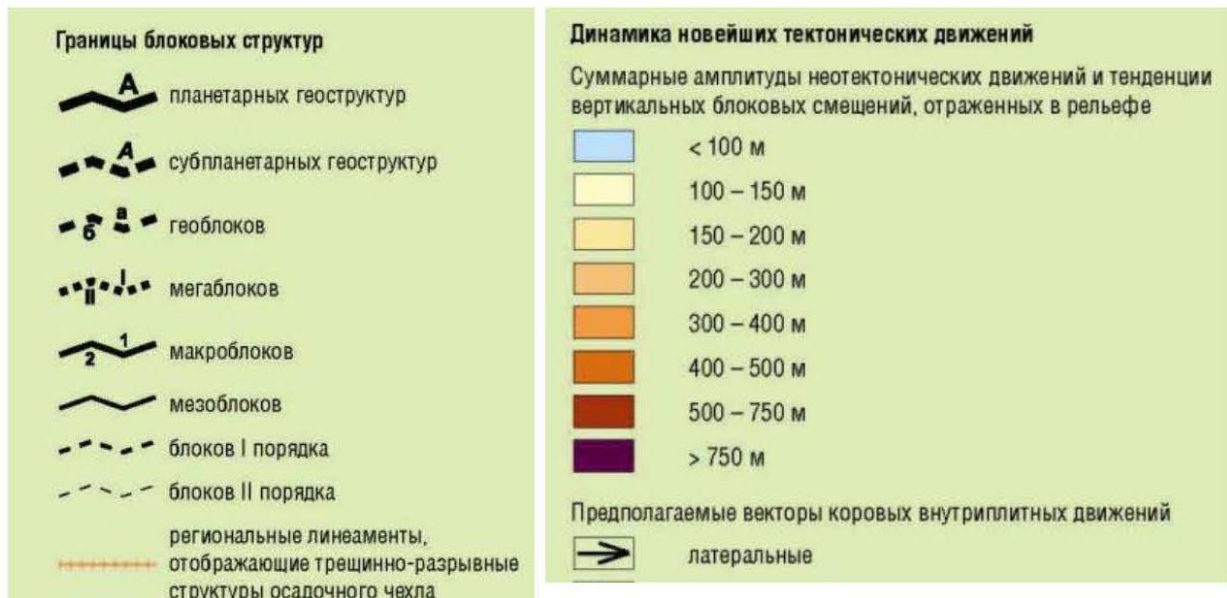 Границы блоковых структур
А
планетарных геоструктур
А
субпланетарных геоструктур
б а
геоблоков
II I
мегаблоков
2 1
макроблоков
мезоблоков
блоков I порядка
блоков II порядка
региональные линеаменты,
отображающие трещинно-разрывные
структуры осадочного чехла
Динамика новейших тектонических движений
Суммарные амплитуды неотектонических движений и тенденции
вертикальных блоковых смещений, отраженных в рельефе
< 100 м
100 – 150 м
150 – 200 м
200 – 300 м
300 – 400 м
400 – 500 м
500 – 750 м
> 750 м
Предполагаемые векторы коровых внутриплитных движений
латеральные